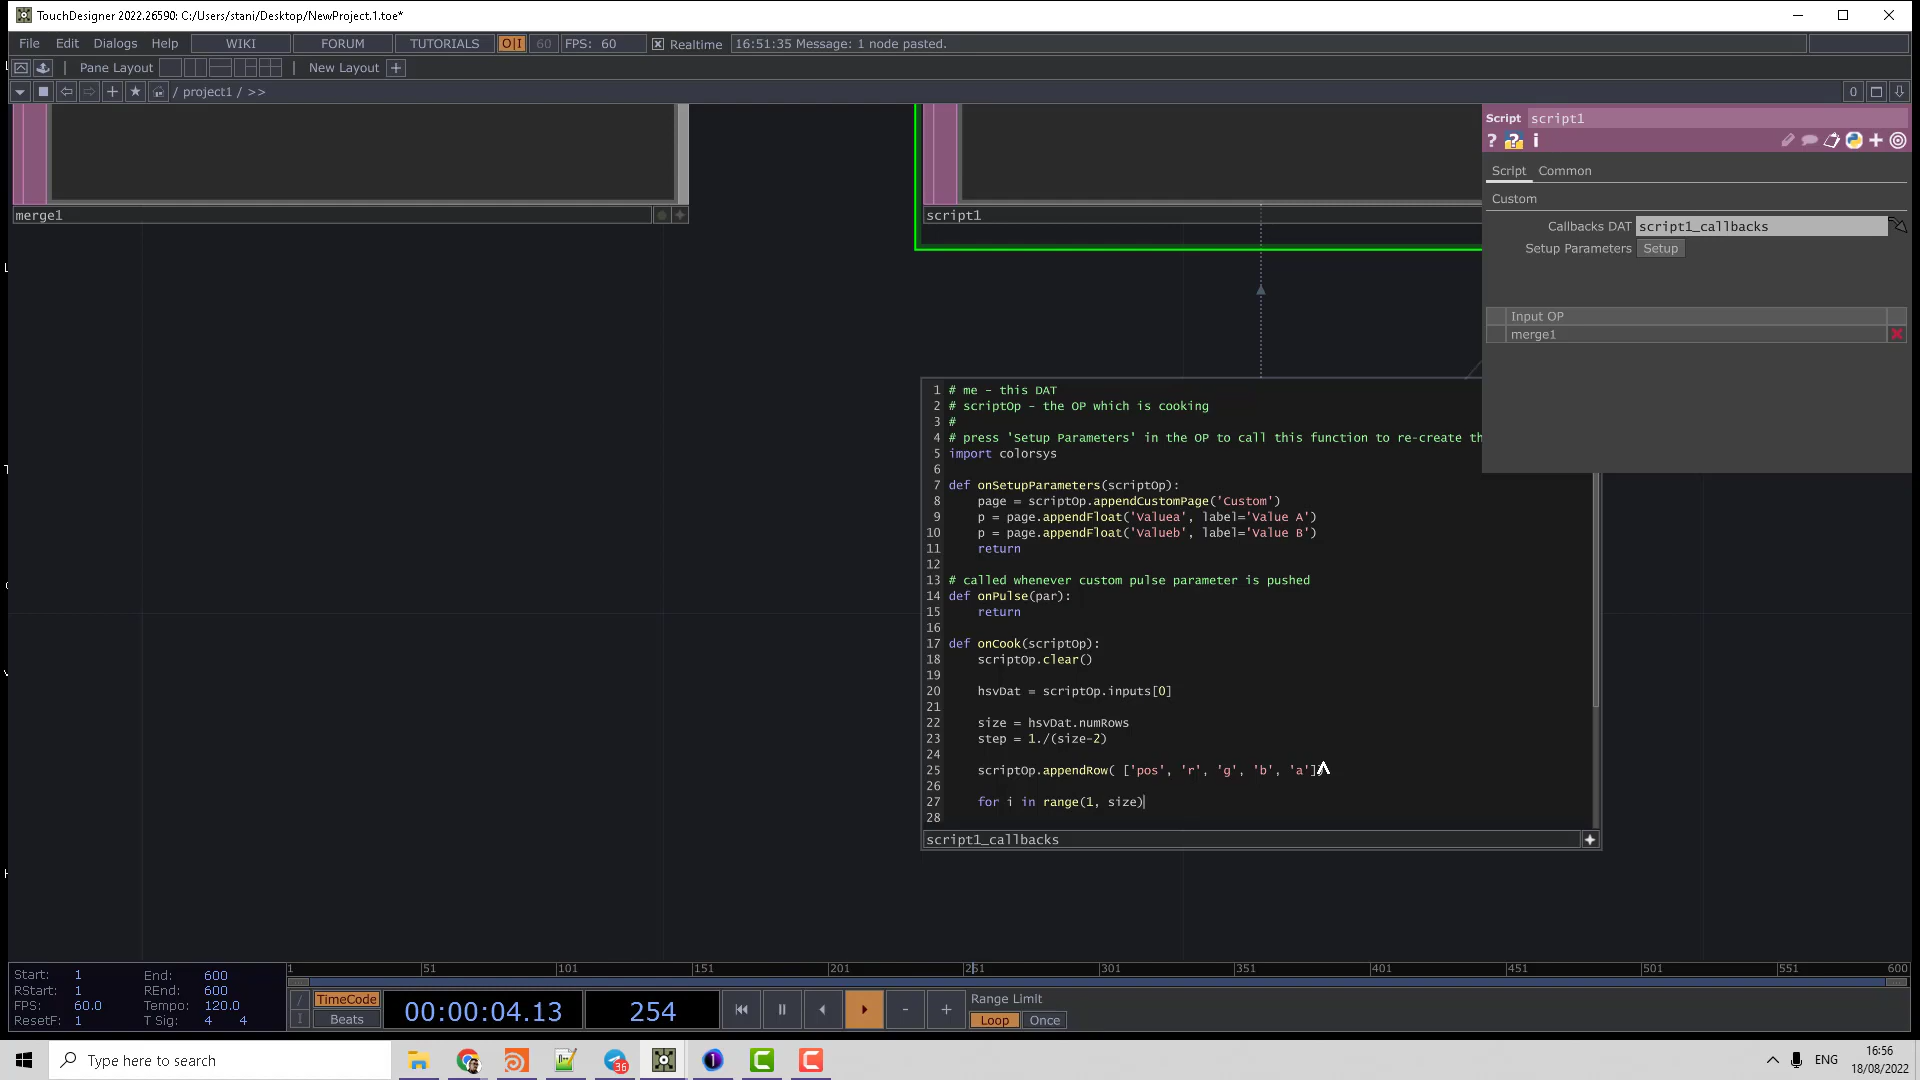 TouchDesigner 2022.26590: C:/Users/stani/Desktop/NewProject.1.toe*
File Edit Dialogs Help WIKI FORUM TUTORIALS O|I 60 FPS: 60 Realtime 16:51:35 Message: 1 node pasted.
Pane Layout New Layout +
/ project1 / >> 0
Script script1
? ? i
Script Common
Custom
Callbacks DAT script1_callbacks
Setup Parameters Setup
Input OP
merge1
merge1
script1
1 # me - this DAT
2 # scriptOp - the OP which is cooking
3 #
4 # press 'Setup Parameters' in the OP to call this function to re-create th
5 import colorsys
6
7 def onSetupParameters(scriptOp):
8 page = scriptOp.appendCustomPage('Custom')
9 p = page.appendFloat('Valuea', label='Value A')
10 p = page.appendFloat('Valueb', label='Value B')
11 return
12
13 # called whenever custom pulse parameter is pushed
14 def onPulse(par):
15 return
16
17 def onCook(scriptOp):
18 scriptOp.clear()
19
20 hsvDat = scriptOp.inputs[0]
21
22 size = hsvDat.numRows
23 step = 1./(size-2)
24
25 scriptOp.appendRow( ['pos', 'r', 'g', 'b', 'a']
26
27 for i in range(1, size)
28
script1_callbacks
1 51 101 151 201 251 301 351 401 451 501 551 600
Start: 1 End: 600
RStart: 1 REnd: 600
FPS: 60.0 Tempo: 120.0
ResetF: 1 T Sig: 4 4
TimeCode
Beats
00:00:04.13
254
Range Limit
Loop Once
Type here to search
36
ENG
16:56
18/08/2022